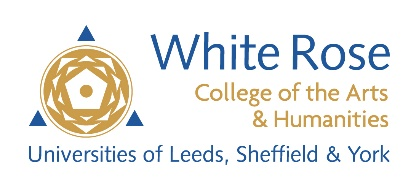 White Rose
College of the Arts
& Humanities
Universities of Leeds, Sheffield & York